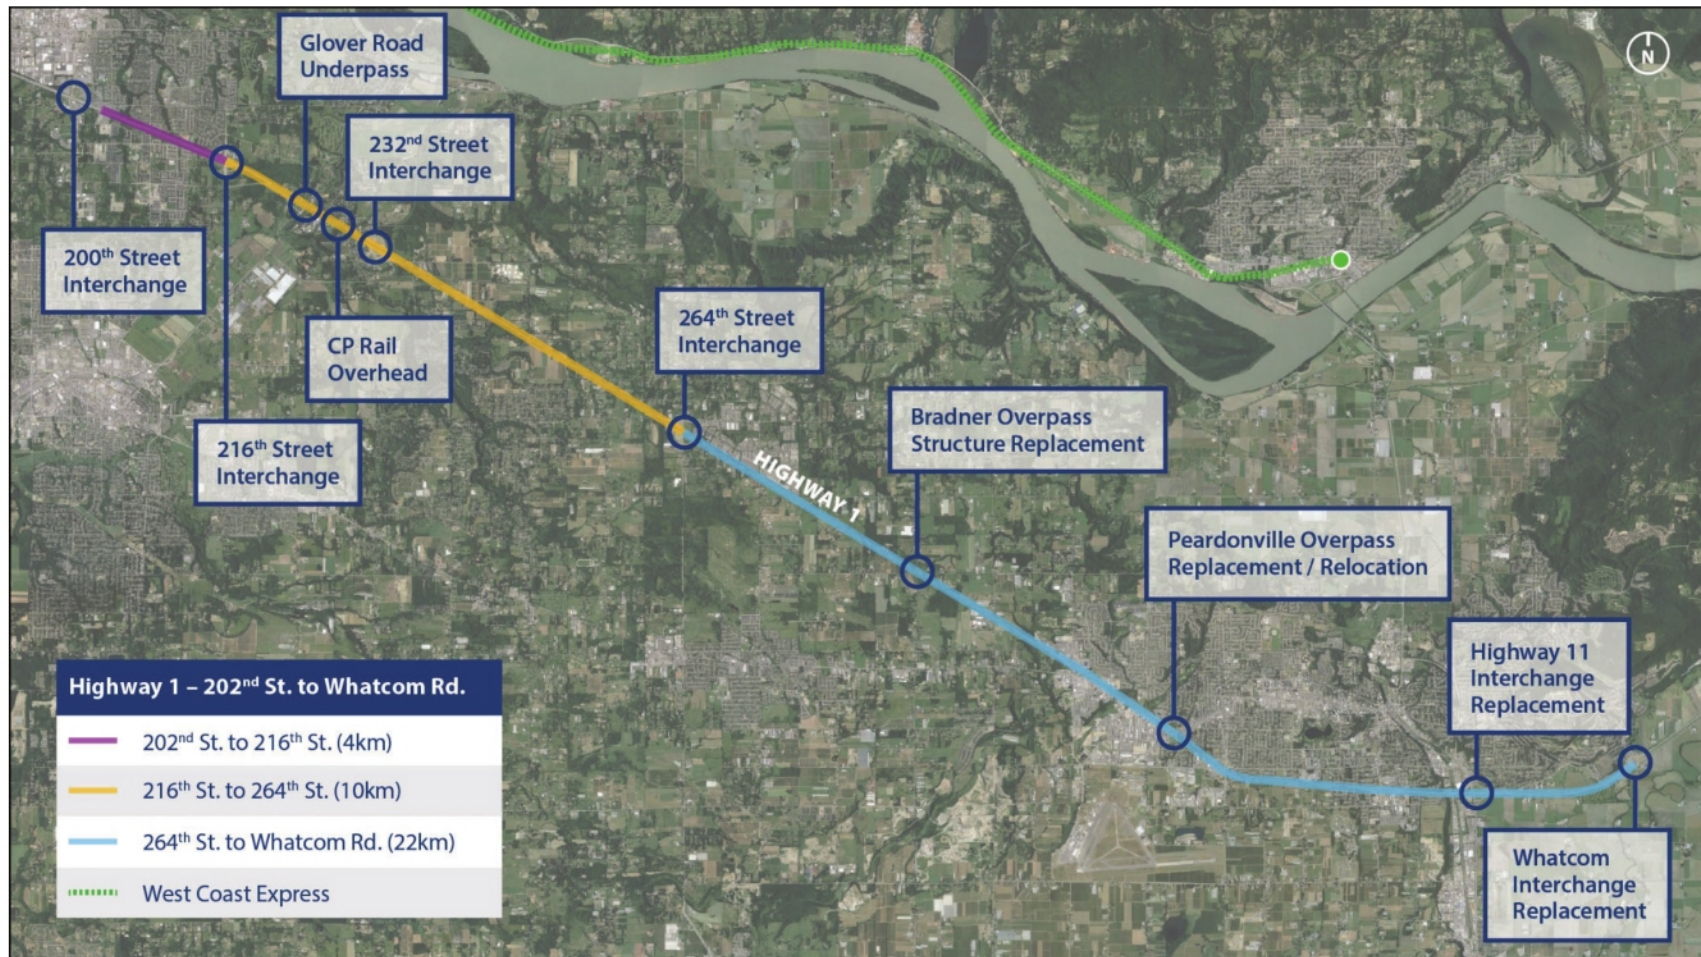 Glover Road
Underpass
N
232nd Street
Interchange
200th Street
Interchange
264th Street
Interchange
CP Rail
Overhead
Bradner Overpass
Structure Replacement
216th Street
Interchange
HIGHWAY 1
Peardonville Overpass
Replacement / Relocation
Highway 11
Interchange
Replacement
Highway 1 – 202nd St. to Whatcom Rd.
202nd St. to 216th St. (4km)
216th St. to 264th St. (10km)
264th St. to Whatcom Rd. (22km)
West Coast Express
Whatcom
Interchange
Replacement